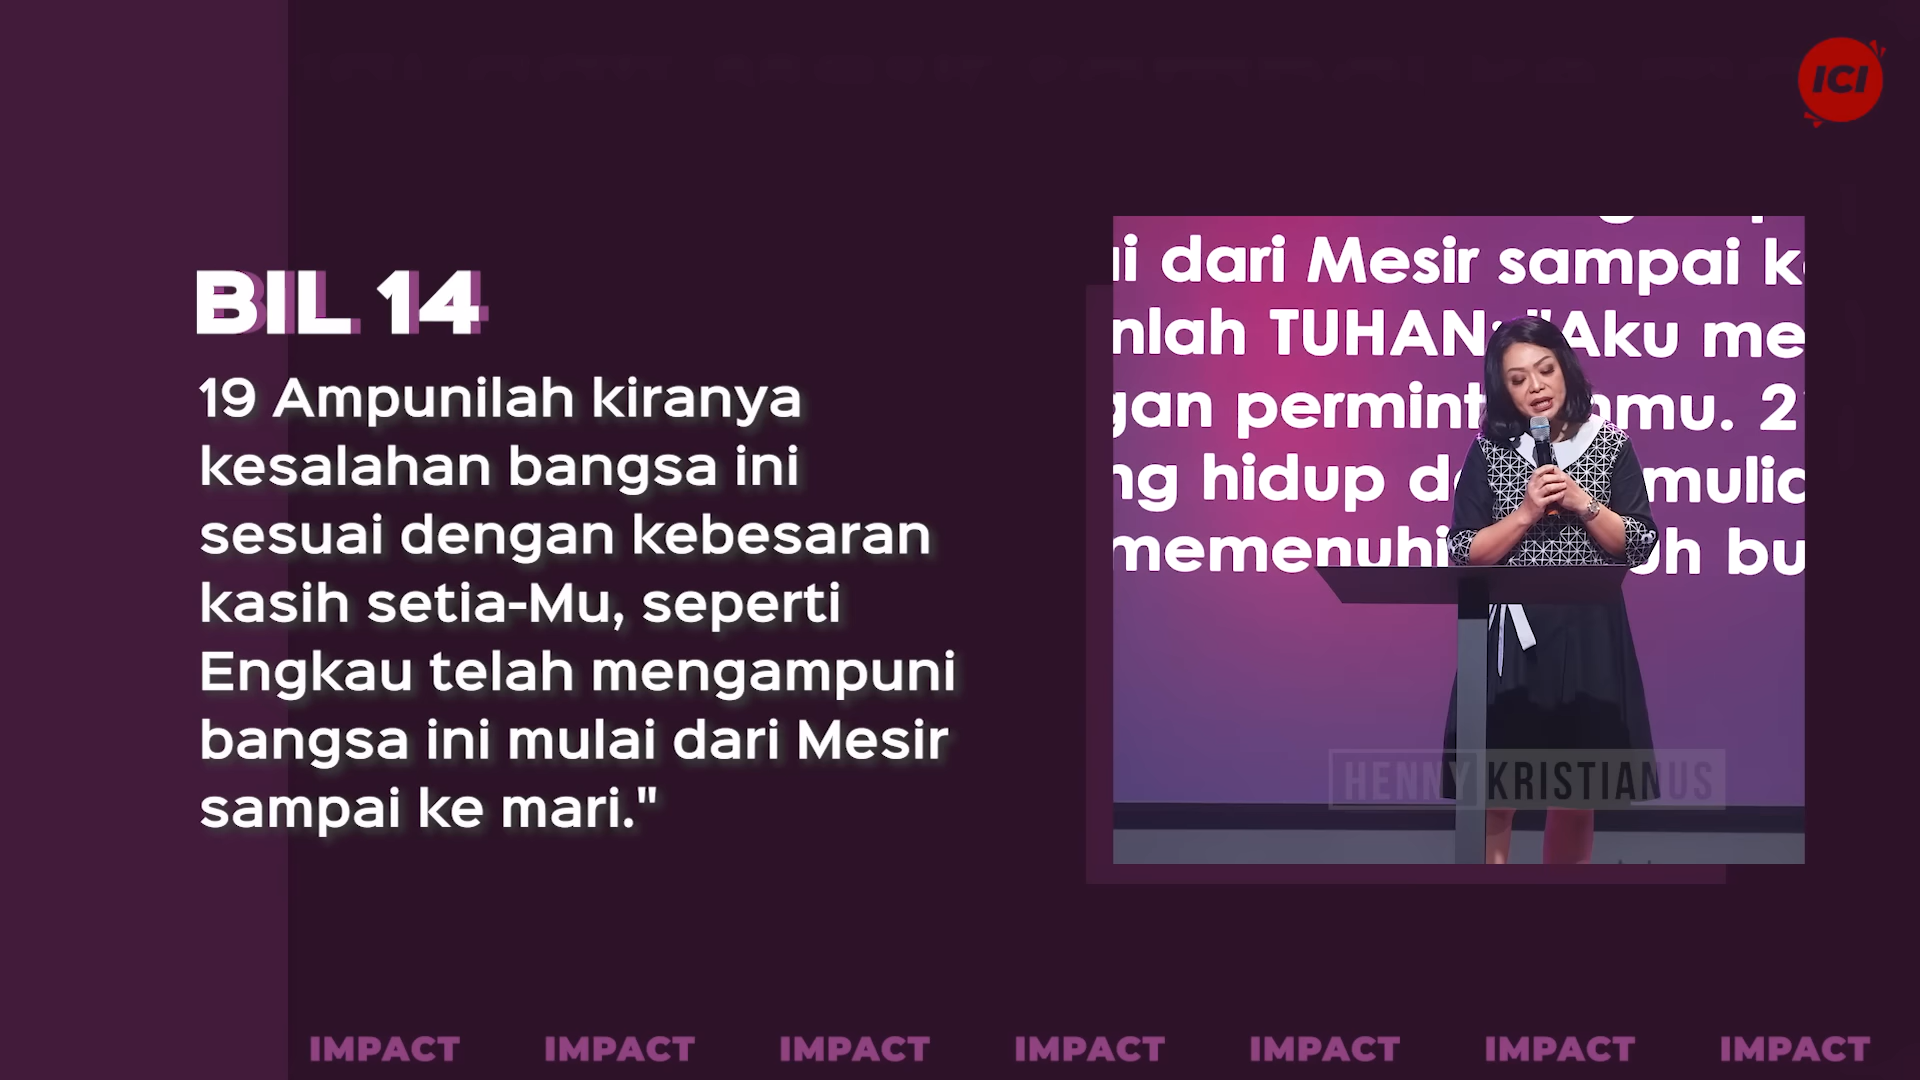 ICI
BIL 14
19 Ampunilah kiranya
kesalahan bangsa ini
sesuai dengan kebesaran
kasih setia-Mu, seperti
Engkau telah mengampuni
bangsa ini mulai dari Mesir
sampai ke mari."
dari Mesir sampai
TUHAN: "Aku
hidup
HENNY KRISTIANUS
IMPACT IMPACT IMPACT IMPACT IMPACT IMPACT IMPACT